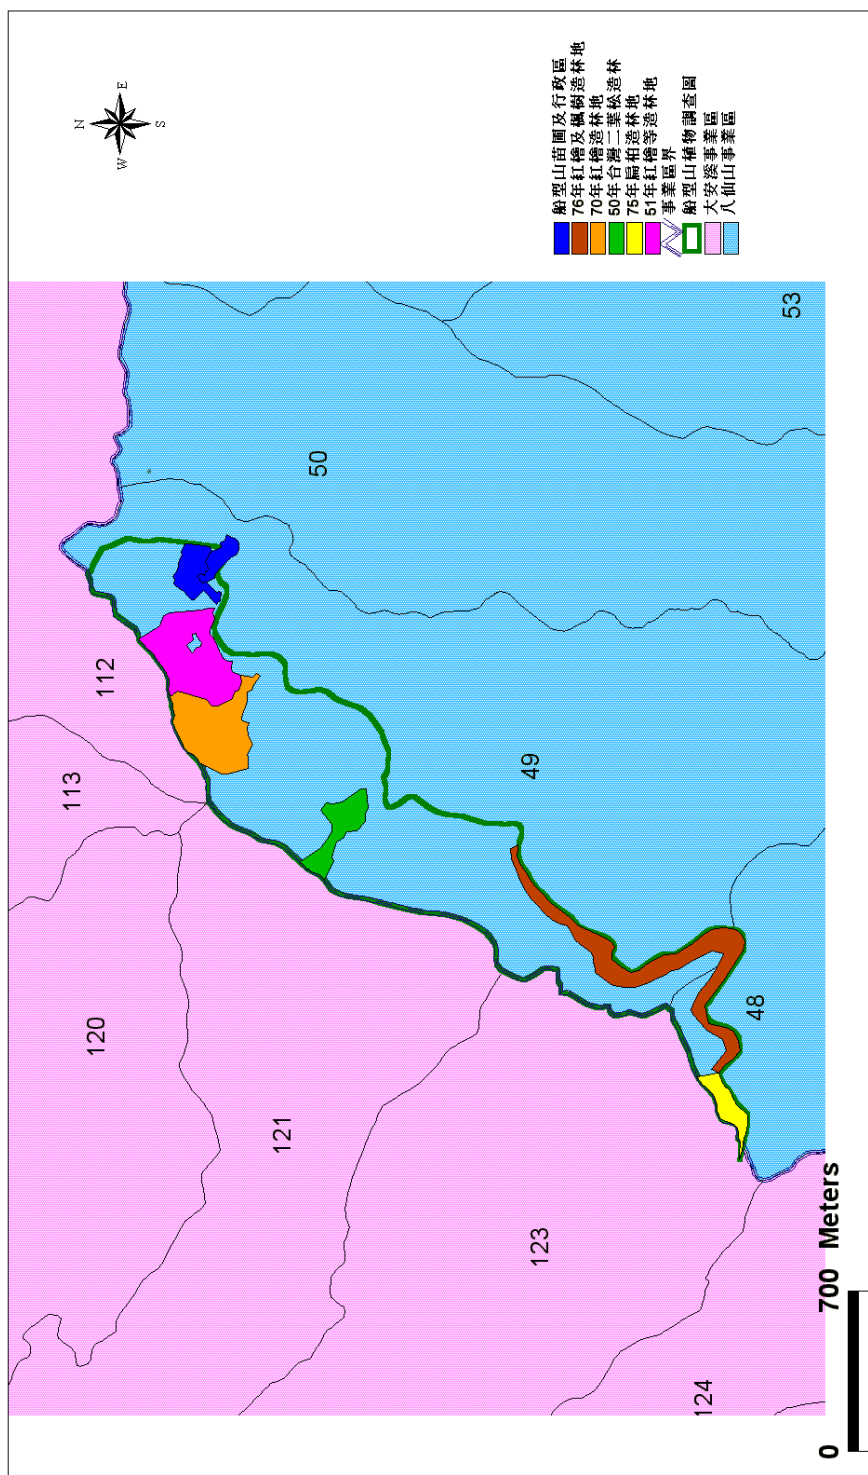 N
E
S
W
船型山苗圃及行政區
76年紅檜及楓樹造林地
70年紅檜造林地
50年台灣二葉松造林
75年扁柏造林地
51年紅檜等造林地
事業區界
船型山植物調查圖
大安溪事業區
八仙山事業區
53
50
112
113
49
120
48
121
123
124
0 700 Meters